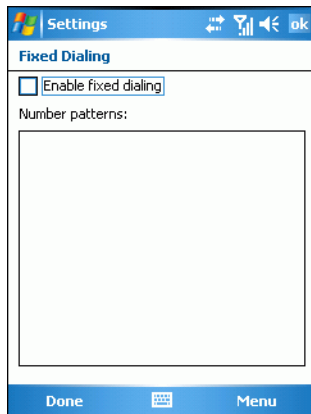 Settings
ok
Fixed Dialing
Enable fixed dialing
Number patterns:
Done
Menu